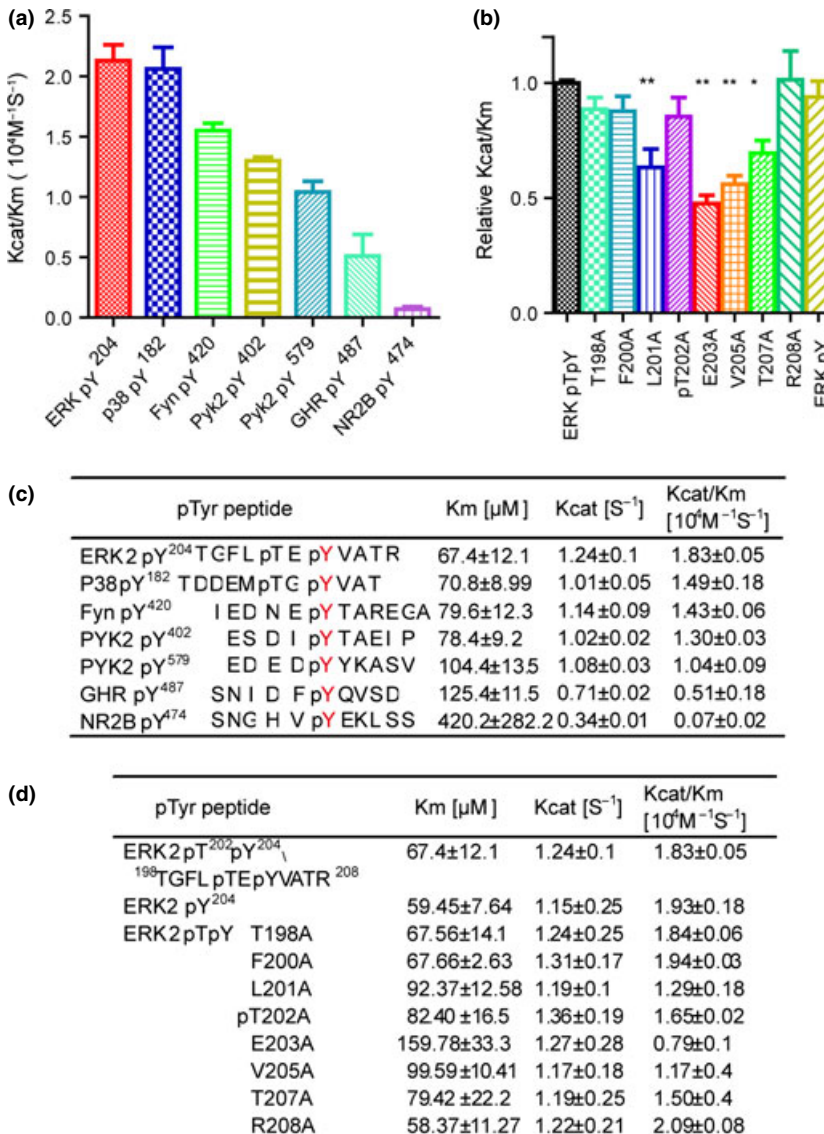 (a)
Kcat/Km ( 10⁴M⁻¹S⁻¹)
2.5
2.0
1.5
1.0
0.5
0.0
ERK pY 204
p38 pY 182
Fyn pY 420
Pyk2 pY 402
Pyk2 pY 579
GHR pY 487
NR2B pY 474
(b)
Relative Kcat/Km
1.0
0.5
0.0
** ** ** *
ERK pTpY
T198A
F200A
L201A
pT202A
E203A
V205A
T207A
R208A
ERK pY
(c)
pTyr peptide Km [µM] Kcat [S⁻¹] Kcat/Km [10⁴M⁻¹S⁻¹]
ERK2 pY²⁰⁴ TGFL pT E pY VATR 67.4±12.1 1.24±0.1 1.83±0.05
P38pY¹⁸² TDDEM pTG pY VAT 70.8±8.99 1.01±0.05 1.49±0.18
Fyn pY⁴²⁰ IED N E pY TAREGA 79.6±12.3 1.14±0.09 1.43±0.06
PYK2 pY⁴⁰² ES D I pY TAEIP 78.4±9.2 1.02±0.02 1.30±0.03
PYK2 pY⁵⁷⁹ ED E D pY YKASV 104.4±13.5 1.08±0.03 1.04±0.09
GHR pY⁴⁸⁷ SNI D F pY QVSD 125.4±11.5 0.71±0.02 0.51±0.18
NR2B pY⁴⁷⁴ SNG H V pY EKLSS 420.2±282.2 0.34±0.01 0.07±0.02
(d)
pTyr peptide Km [µM] Kcat [S⁻¹] Kcat/Km [10⁴M⁻¹S⁻¹]
ERK2 pT²⁰²pY²⁰⁴\ 67.4±12.1 1.24±0.1 1.83±0.05
¹⁹⁸TGFL pTEpYVATR ²⁰⁸
ERK2 pY²⁰⁴ 59.45±7.64 1.15±0.25 1.93±0.18
ERK2 pTpY T198A 67.56±14.1 1.24±0.25 1.84±0.06
F200A 67.66±2.63 1.31±0.17 1.94±0.03
L201A 92.37±12.58 1.19±0.1 1.29±0.18
pT202A 82.40 ±16.5 1.36±0.19 1.65±0.02
E203A 159.78±33.3 1.27±0.28 0.79±0.1
V205A 99.59±10.41 1.17±0.18 1.17±0.4
T207A 79.42 ±22.2 1.19±0.25 1.50±0.4
R208A 58.37±11.27 1.22±0.21 2.09±0.08